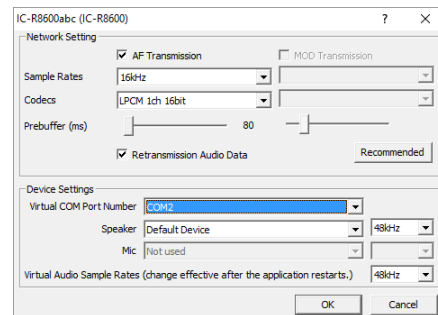 IC-R8600abc (IC-R8600)
Network Setting
AF Transmission
MOD Transmission
Sample Rates
16kHz
Codecs
LPCM 1ch 16bit
Prebuffer (ms)
80
Retransmission Audio Data
Recommended
Device Settings
Virtual COM Port Number
COM2
Speaker
Default Device
48kHz
Mic
Not used
Virtual Audio Sample Rates (change effective after the application restarts.)
48kHz
OK
Cancel